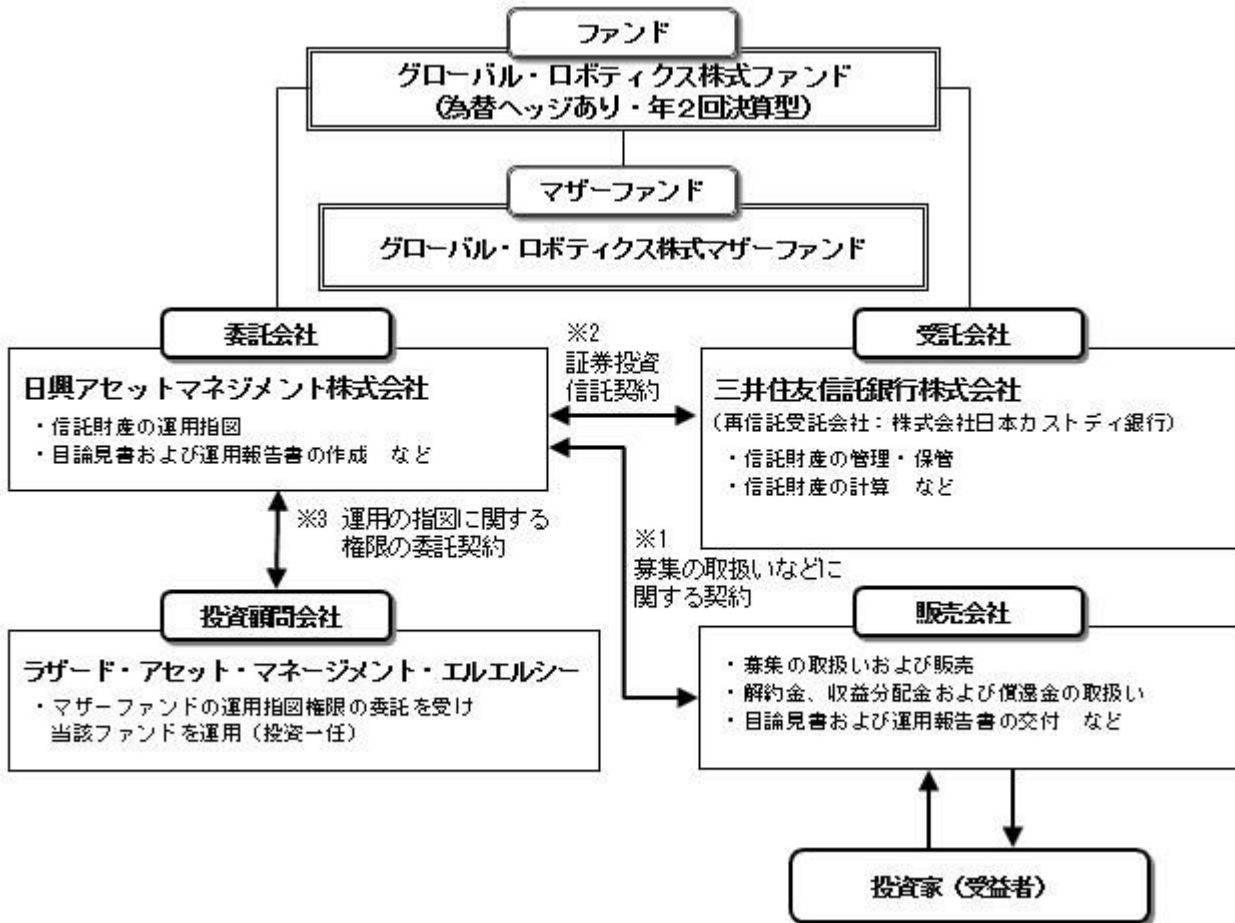 ファンド
グローバル・ロボティクス株式ファンド
(為替ヘッジあり・年2回決算型)
マザーファンド
グローバル・ロボティクス株式マザーファンド
委託会社
日興アセットマネジメント株式会社
・信託財産の運用指図
・目論見書および運用報告書の作成 など
※2
証券投資
信託契約
受託会社
三井住友信託銀行株式会社
(再信託受託会社:株式会社日本カストディ銀行)
・信託財産の管理・保管
・信託財産の計算 など
※3 運用の指図に関する
権限の委託契約
※1
募集の取扱いなどに
関する契約
投資顧問会社
ラザード・アセット・マネージメント・エルエルシー
・マザーファンドの運用指図権限の委託を受け
当該ファンドを運用(投資一任)
販売会社
・募集の取扱いおよび販売
・解約金、収益分配金および償還金の取扱い
・目論見書および運用報告書の交付 など
投資家(受益者)